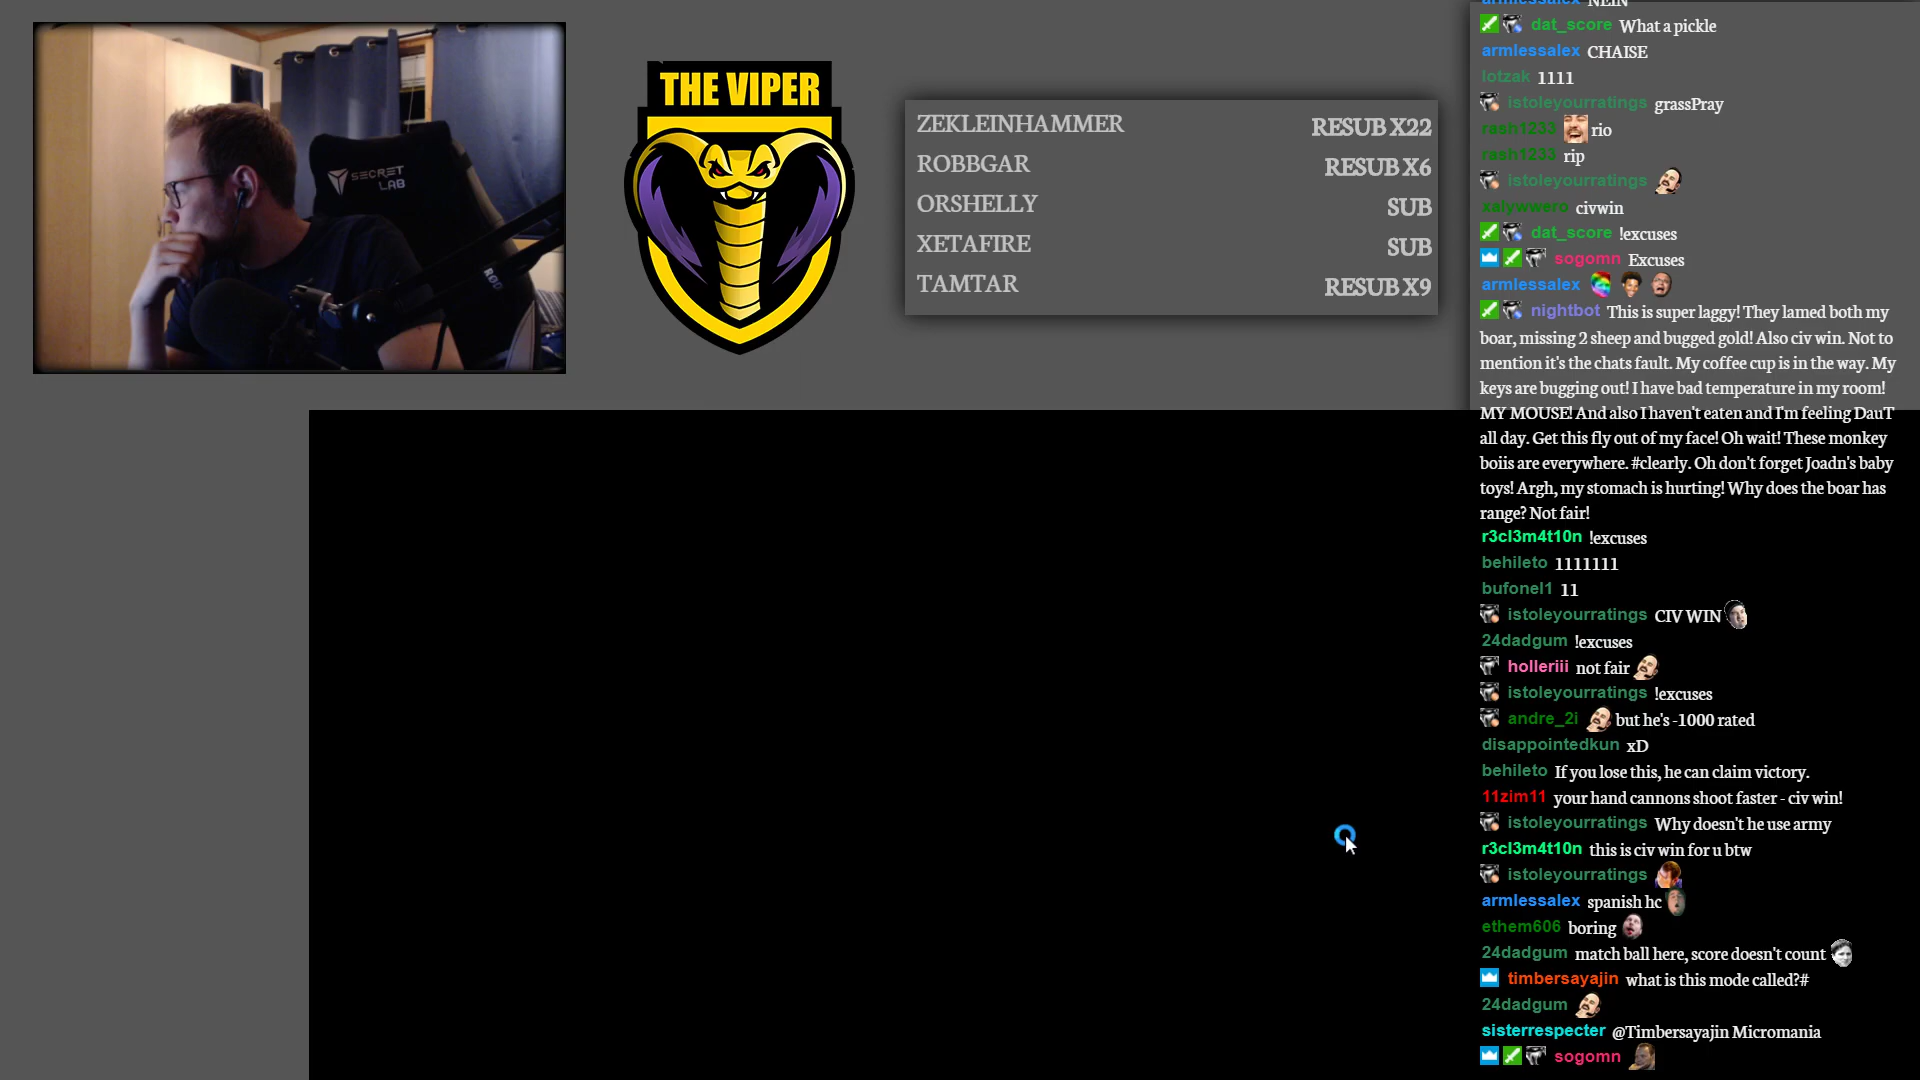 THE VIPER
SECRET
LAB
ZEKLEINHAMMER RESUB X22
ROBBGAR RESUB X6
ORSHELLY SUB
XETAFIRE SUB
TAMTAR RESUB X9
armlessalex NEIN
dat_score What a pickle
armlessalex CHAISE
lotzak 1111
istoleyourratings grassPray
rash1233 rio
rash1233 rip
istoleyourratings
xalywwero civwin
dat_score !excuses
sogomn Excuses
armlessalex
nightbot This is super laggy! They lamed both my
boar, missing 2 sheep and bugged gold! Also civ win. Not to
mention it's the chats fault. My coffee cup is in the way. My
keys are bugging out! I have bad temperature in my room!
MY MOUSE! And also I haven't eaten and I'm feeling DauT
all day. Get this fly out of my face! Oh wait! These monkey
boiis are everywhere. #clearly. Oh don't forget Joadn's baby
toys! Argh, my stomach is hurting! Why does the boar has
range? Not fair!
r3cl3m4t10n !excuses
behileto 1111111
bufonel1 11
istoleyourratings CIV WIN
24dadgum !excuses
holleriii not fair
istoleyourratings !excuses
andre_2i but he's -1000 rated
disappointedkun xD
behileto If you lose this, he can claim victory.
11zim11 your hand cannons shoot faster - civ win!
istoleyourratings Why doesn't he use army
r3cl3m4t10n this is civ win for u btw
istoleyourratings
armlessalex spanish hc
ethem606 boring
24dadgum match ball here, score doesn't count
timbersayajin what is this mode called?#
24dadgum
sisterrespecter @Timbersayajin Micromania
sogomn